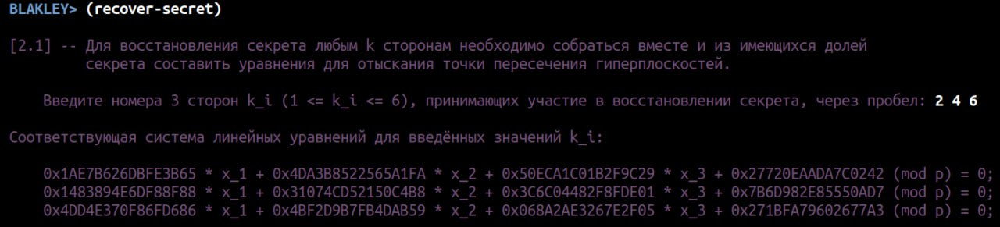 BLAKLEY> (recover-secret)
[2.1] -- Для восстановления секрета любым k сторонам необходимо собраться вместе и из имеющихся долей
секрета составить уравнения для отыскания точки пересечения гиперплоскостей.
Введите номера 3 сторон k_i (1 <= k_i <= 6), принимающих участие в восстановлении секрета, через пробел: 2 4 6
Соответствующая система линейных уравнений для введённых значений k_i:
0x1AE7B626DBFE3B65 * x_1 + 0x4DA3B8522565A1FA * x_2 + 0x50ECA1C01B2F9C29 * x_3 + 0x27720EAADA7C0242 (mod p) = 0;
0x1483894E6DF88F88 * x_1 + 0x31074CD52150C4B8 * x_2 + 0x3C6C04482F8FDE01 * x_3 + 0x7B6D982E85550AD7 (mod p) = 0;
0x4DD4E370F86FD686 * x_1 + 0x4BF2D9B7FB4DAB59 * x_2 + 0x068A2AE3267E2F05 * x_3 + 0x271BFA79602677A3 (mod p) = 0;